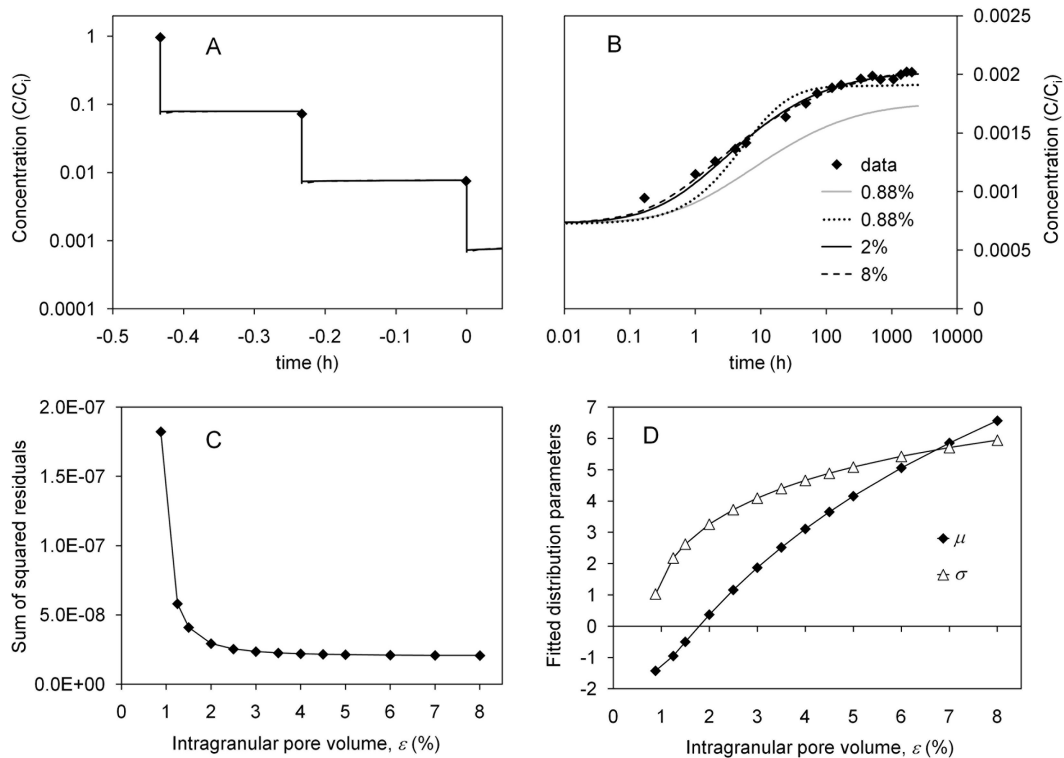 A
1
0.1
0.01
0.001
0.0001
-0.5 -0.4 -0.3 -0.2 -0.1 0
time (h)
Concentration (C/Ci)
B
0.0025
0.002
0.0015
0.001
0.0005
0
0.01 0.1 1 10 100 1000 10000
time (h)
Concentration (C/Ci)
data
0.88%
0.88%
2%
8%
C
2.0E-07
1.5E-07
1.0E-07
5.0E-08
0.0E+00
0 1 2 3 4 5 6 7 8
Intragranular pore volume, ε (%)
Sum of squared residuals
D
7
6
5
4
3
2
1
0
-1
-2
0 1 2 3 4 5 6 7 8
Intragranular pore volume, ε (%)
Fitted distribution parameters
μ
σ